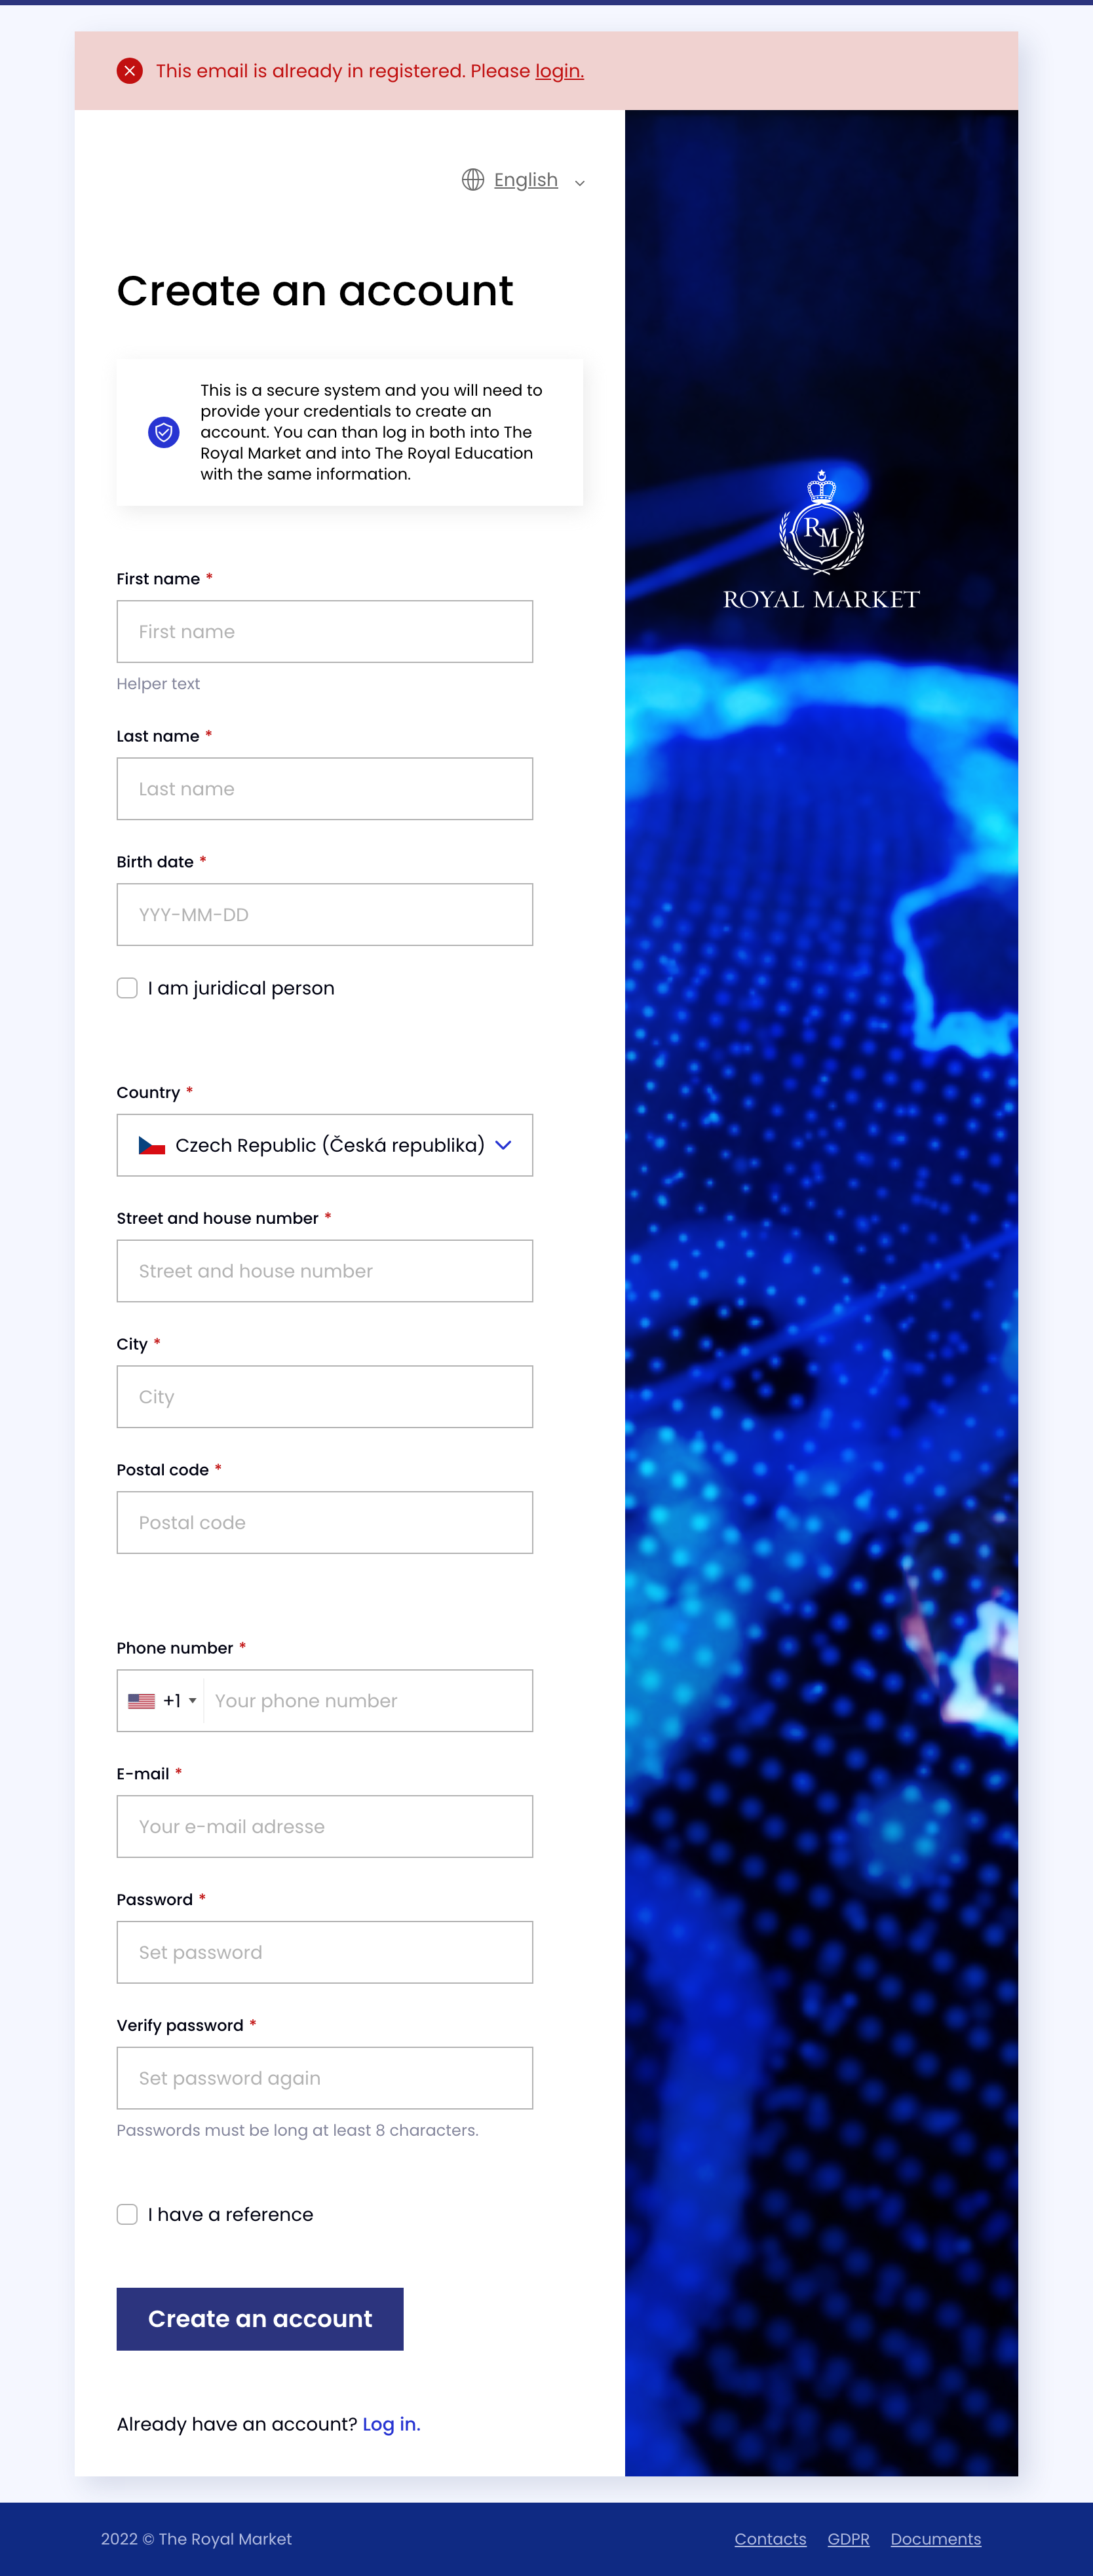 This email is already in registered. Please login.
English
Create an account
This is a secure system and you will need to
provide your credentials to create an
account. You can than log in both into The
Royal Market and into The Royal Education
with the same information.
RM
ROYAL MARKET
First name *
First name
Helper text
Last name *
Last name
Birth date *
YYY-MM-DD
I am juridical person
Country *
Czech Republic (Česká republika)
Street and house number *
Street and house number
City *
City
Postal code *
Postal code
Phone number *
+1 Your phone number
E-mail *
Your e-mail adresse
Password *
Set password
Verify password *
Set password again
Passwords must be long at least 8 characters.
I have a reference
Create an account
Already have an account? Log in.
2022 © The Royal Market Contacts GDPR Documents